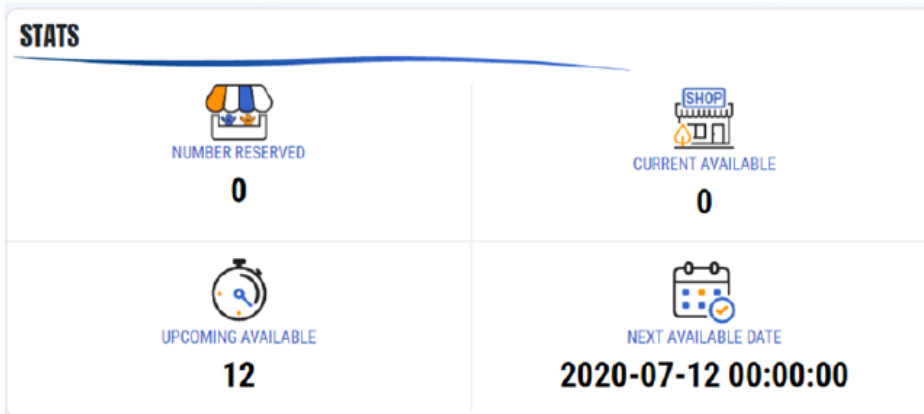 STATS
NUMBER RESERVED
0
SHOP
CURRENT AVAILABLE
0
UPCOMING AVAILABLE
12
NEXT AVAILABLE DATE
2020-07-12 00:00:00